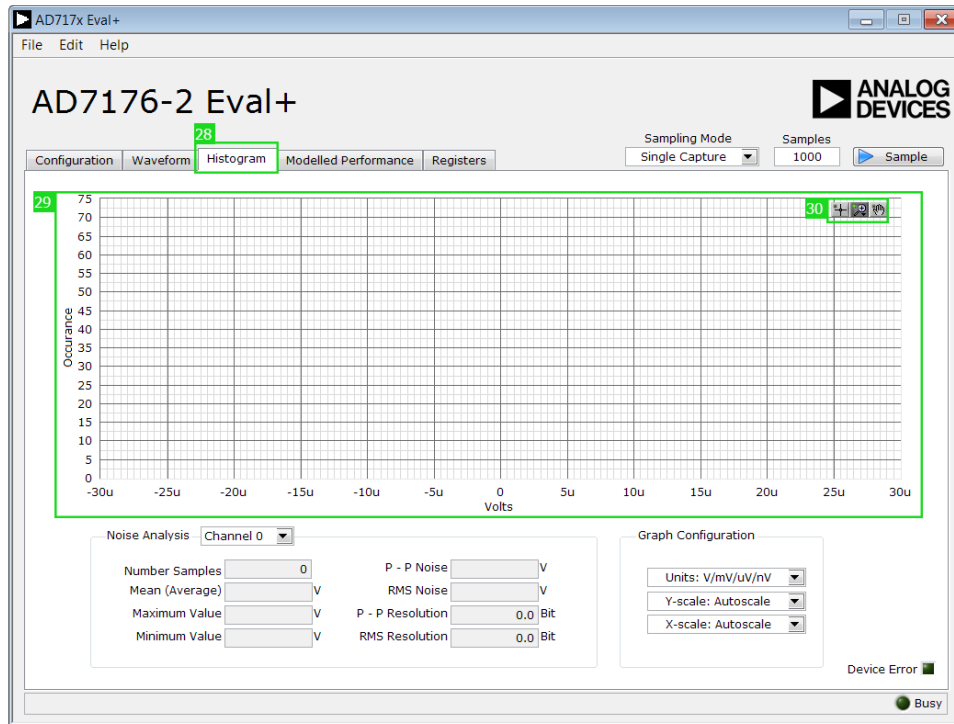 AD717x Eval+
File Edit Help
AD7176-2 Eval+
ANALOG
DEVICES
28
Sampling Mode Samples
Configuration Waveform Histogram Modelled Performance Registers Single Capture 1000 Sample
29
30
75
70
65
60
55
50
45
40
35
30
25
20
15
10
5
0
Occurance
-30u -25u -20u -15u -10u -5u 0 5u 10u 15u 20u 25u 30u
Volts
Noise Analysis Channel 0 Graph Configuration
Number Samples 0 P - P Noise V
Mean (Average) V RMS Noise V Units: V/mV/uV/nV
Maximum Value V P - P Resolution 0.0 Bit Y-scale: Autoscale
Minimum Value V RMS Resolution 0.0 Bit X-scale: Autoscale
Device Error
Busy